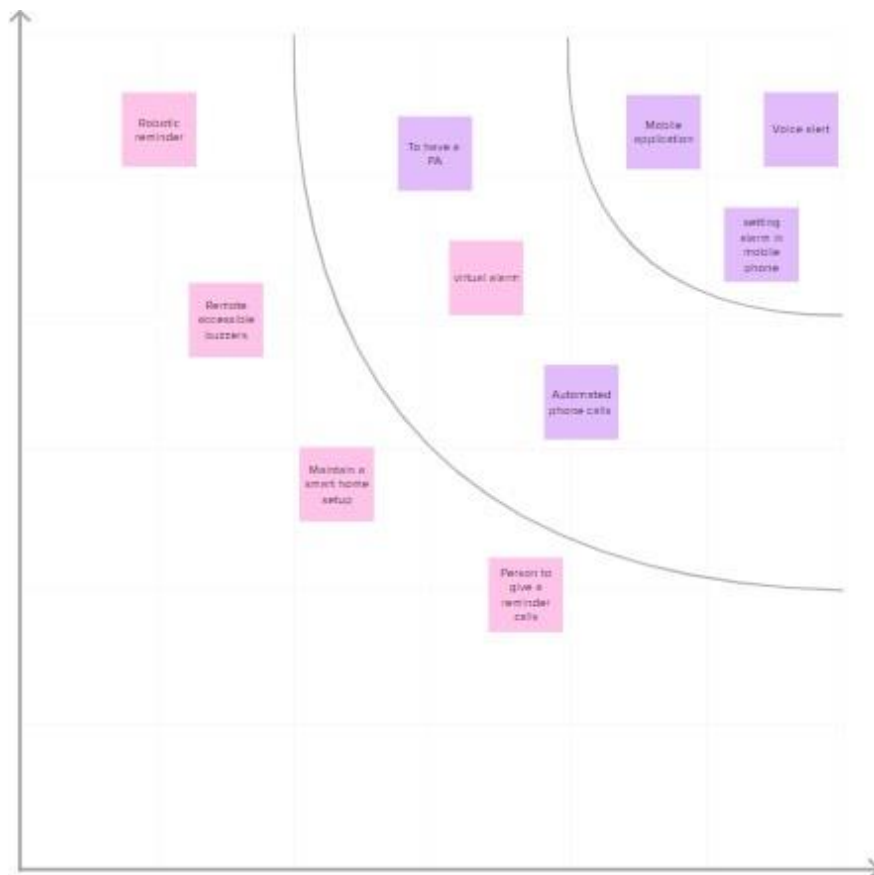 Robotic
reminder
To have a
PA
Mobile
application
Voice alert
setting
alarm in
mobile
phone
virtual alarm
Remote
accessible
buzzers
Automated
phone calls
Maintain a
smart home
setup
Person to
give a
reminder
calls